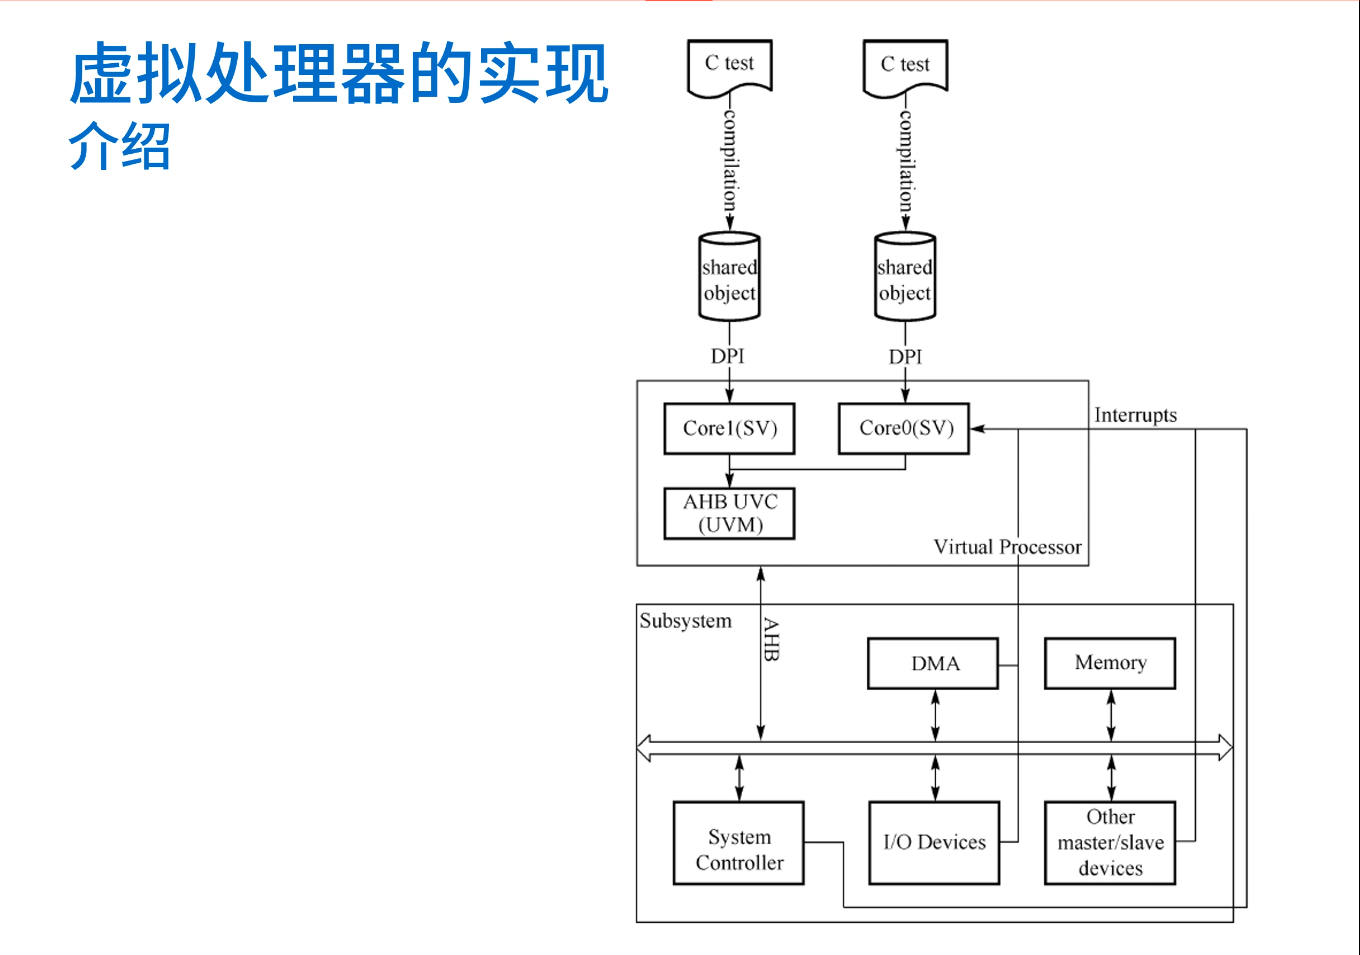 虚拟处理器的实现
介绍
C test
C test
compilation
compilation
shared
object
shared
object
DPI
DPI
Core1(SV)
Core0(SV)
Interrupts
AHB UVC
(UVM)
Virtual Processor
Subsystem
AHB
DMA
Memory
System
Controller
I/O Devices
Other
master/slave
devices